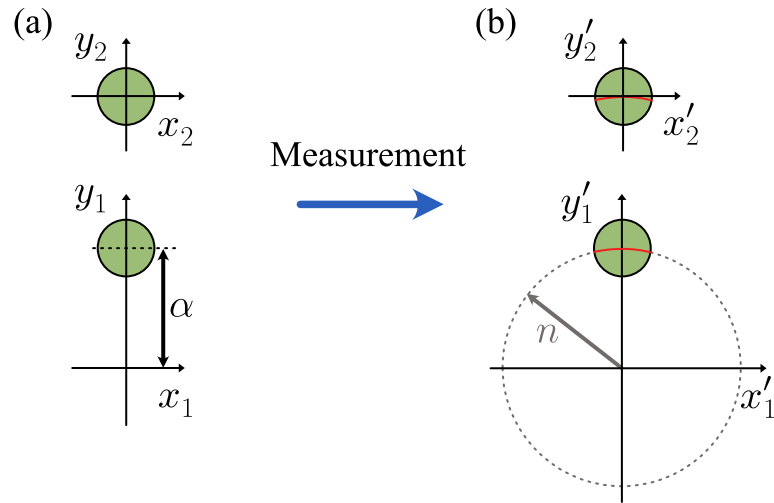 (a)
y₂
x₂
Measurement
y₁
α
x₁
(b)
y′₂
x′₂
y′₁
n
x′₁